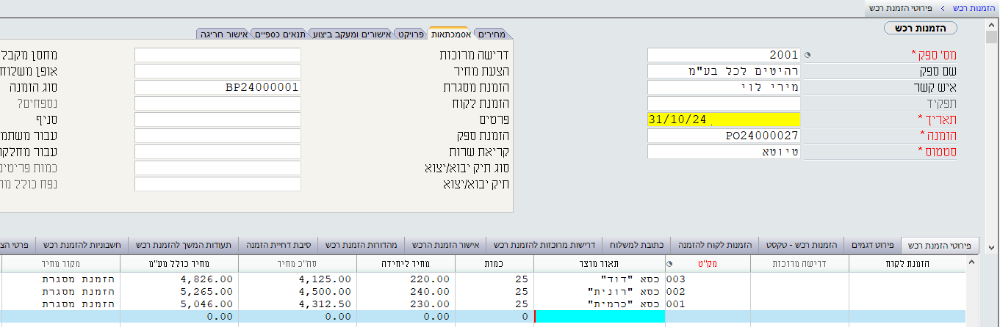 הזמנות רכש > פירוטי הזמנת רכש
הזמנות רכש
מס' ספק * 2001
שם ספק רהיטים לכל בע"מ
איש קשר מירי לוי
תפקיד
תאריך * 31/10/24
הזמנה * PO24000027
סטטוס * טיוטא
מחירים אסמכתאות פרויקט אישורים ומעקב ביצוע תנאים כספיים אישור חריגה
דרישה מרוכזת
הצעת מחיר
הזמנת מסגרת BP24000001
הזמנת לקוח
פרטים
הזמנת ספק
קריאת שרות
סוג תיק יבוא/יצוא
תיק יבוא/יצוא
מחסן מקבל
אופן משלוח
סוג הזמנה
נספחים?
סניף
עבור משתמ
עבור מחלק
כמות פריטים
נפח כולל מו
פירוטי הזמנת רכש פירוט דגמים הזמנות רכש - טקסט הזמנות לקוח להזמנה כתובת למשלוח דרישות מרוכזות להזמנת רכש אישור הזמנת הרכש מהדורות הזמנת רכש סיבת דחיית הזמנה תעודות המשך להזמנת רכש חשבוניות להזמנת רכש פרטי הצ
הזמנת לקוח דרישה מרוכזת מק"ט תאור מוצר כמות מחיר ליחידה סה"כ מחיר מחיר כולל מע"מ מקור מחיר
003 כסא "דוד" 25 220.00 4,125.00 4,826.00 הזמנת מסגרת
002 כסא "רונית" 25 240.00 4,500.00 5,265.00 הזמנת מסגרת
001 כסא "כרמית" 25 230.00 4,312.50 5,046.00 הזמנת מסגרת
0 0.00 0.00 0.00